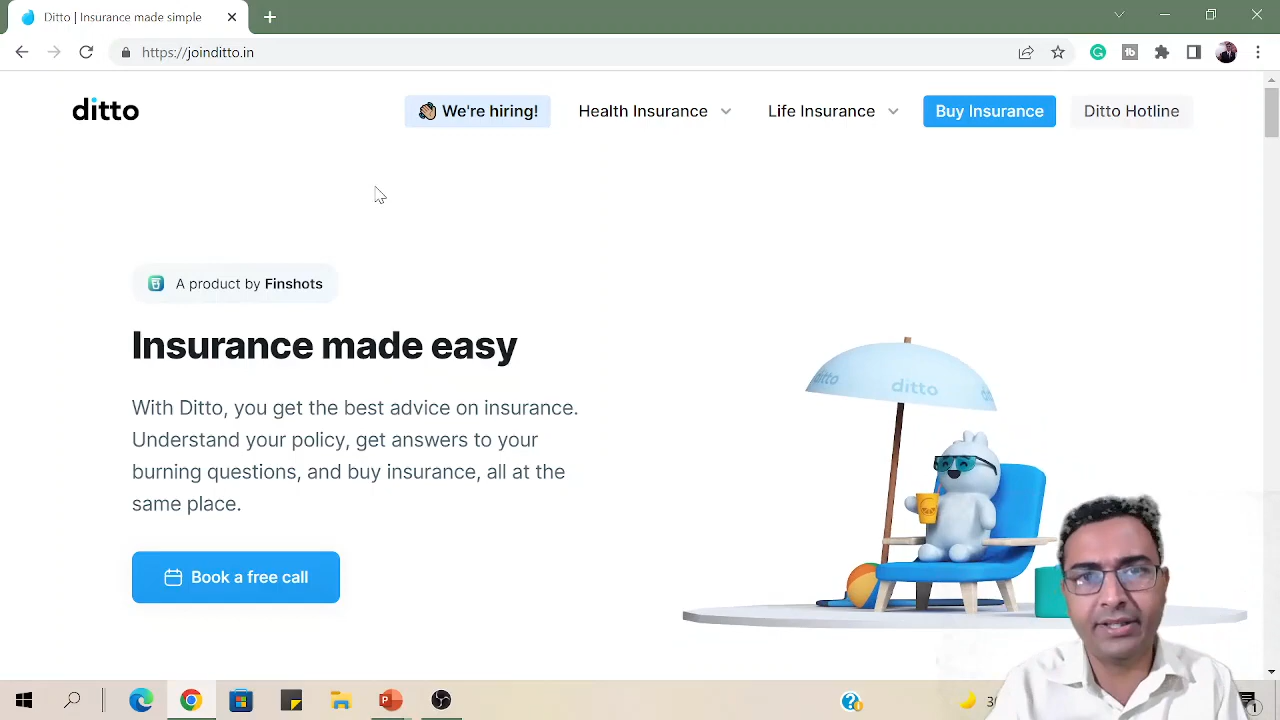 Ditto | Insurance made simple
https://joinditto.in
ditto
We're hiring!
Health Insurance
Life Insurance
Buy Insurance
Ditto Hotline
A product by Finshots
Insurance made easy
With Ditto, you get the best advice on insurance.
Understand your policy, get answers to your
burning questions, and buy insurance, all at the
same place.
Book a free call
ditto
ditto